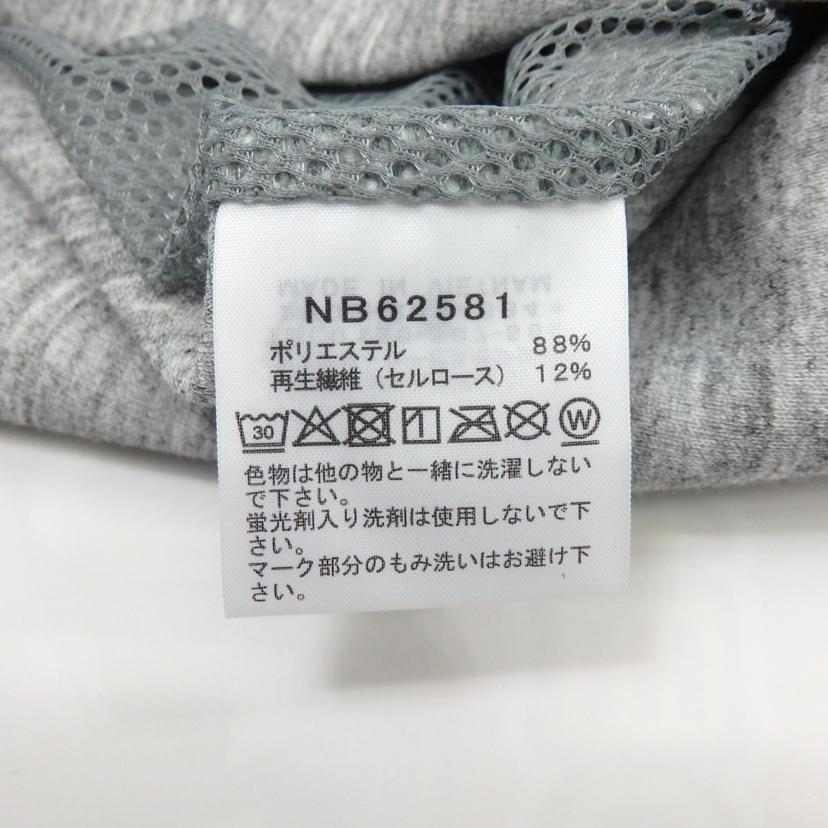 MADE IN VIETNAM
NB62581
ポリエステル 88%
再生繊維（セルロース） 12%
30 W
色物は他の物と一緒に洗濯しない
で下さい。
蛍光剤入り洗剤は使用しないで下
さい。
マーク部分のもみ洗いはお避け下
さい。